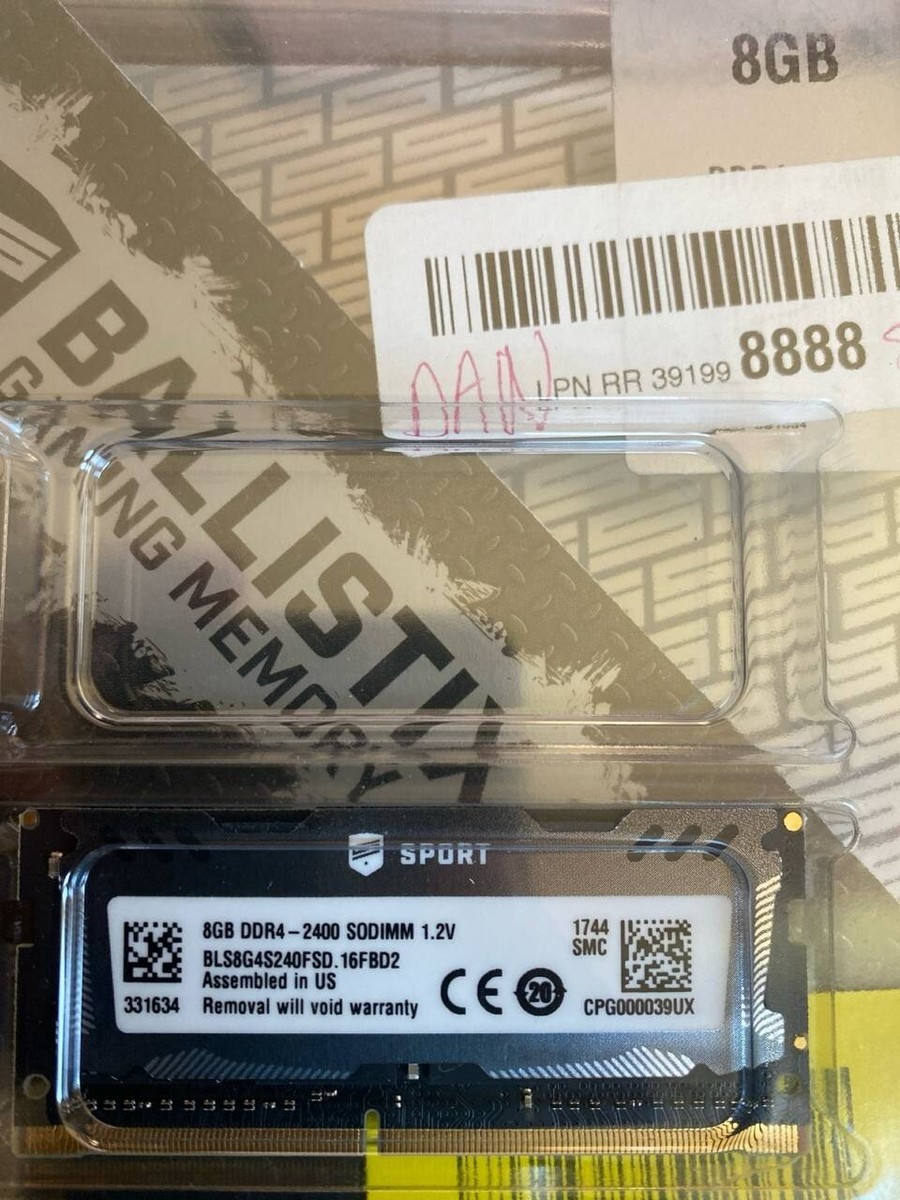 8GB
BALLISTIX
GAMING MEMORY
DAN
LPN RR 39199 8888
SPORT
8GB DDR4-2400 SODIMM 1.2V
BLS8G4S240FSD.16FBD2
Assembled in US
Removal will void warranty
331634
20
1744
SMC
CPG000039UX